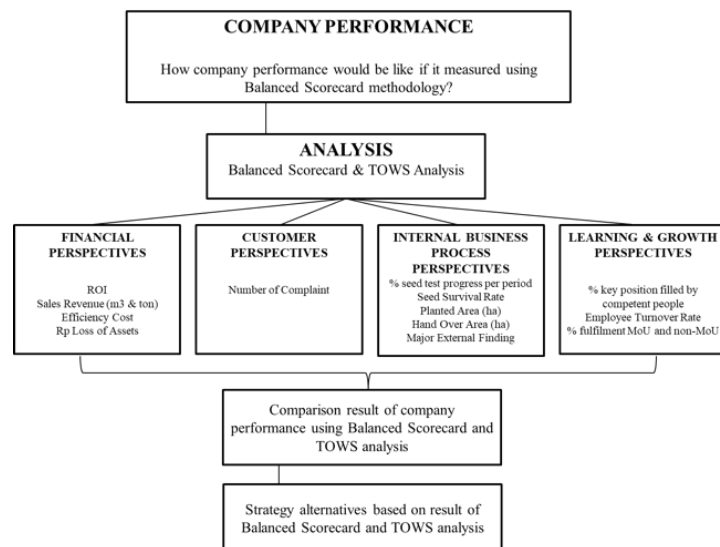 COMPANY PERFORMANCE
How company performance would be like if it measured using
Balanced Scorecard methodology?
ANALYSIS
Balanced Scorecard & TOWS Analysis
FINANCIAL
PERSPECTIVES
ROI
Sales Revenue (m3 & ton)
Efficiency Cost
Rp Loss of Assets
CUSTOMER
PERSPECTIVES
Number of Complaint
INTERNAL BUSINESS
PROCESS
PERSPECTIVES
% seed test progress per period
Seed Survival Rate
Planted Area (ha)
Hand Over Area (ha)
Major External Finding
LEARNING & GROWTH
PERSPECTIVES
% key position filled by
competent people
Employee Turnover Rate
% fulfilment MoU and non-MoU
Comparison result of company
performance using Balanced Scorecard and
TOWS analysis
Strategy alternatives based on result of
Balanced Scorecard and TOWS analysis